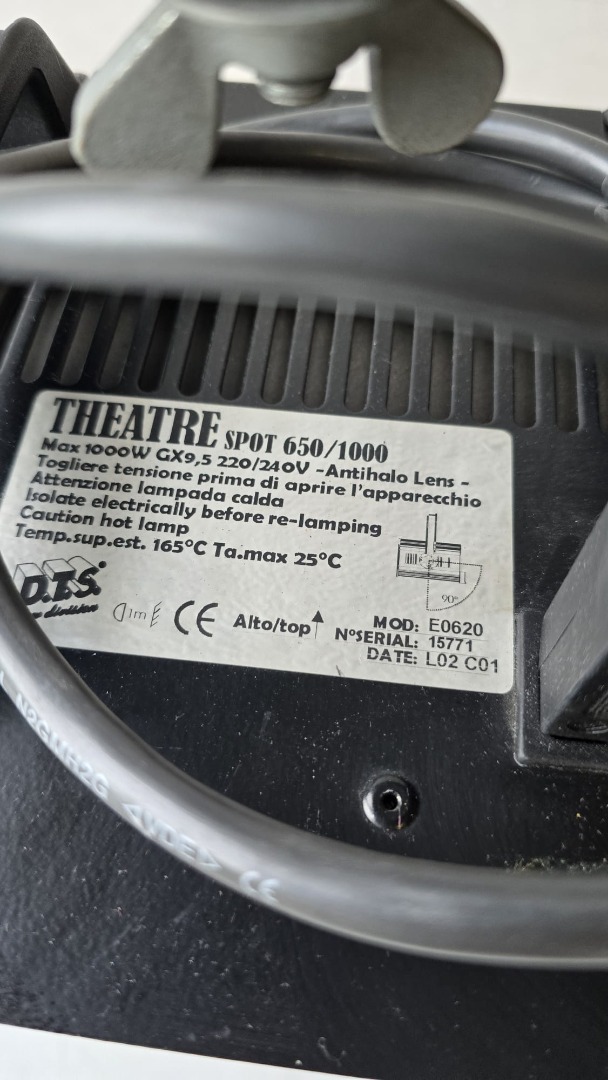 THEATRE SPOT 650/1000
Max 1000W GX9,5 220/240V -Antihalo Lens -
Togliere tensione prima di aprire l'apparecchio
Attenzione lampada calda
Isolate electrically before re-lamping
Caution hot lamp
Temp.sup.est. 165°C Ta.max 25°C
90°
D.T.S.®
division
1m CE Alto/top
MOD: E0620
N°SERIAL: 15771
DATE: L02 C01
<VDE> CE